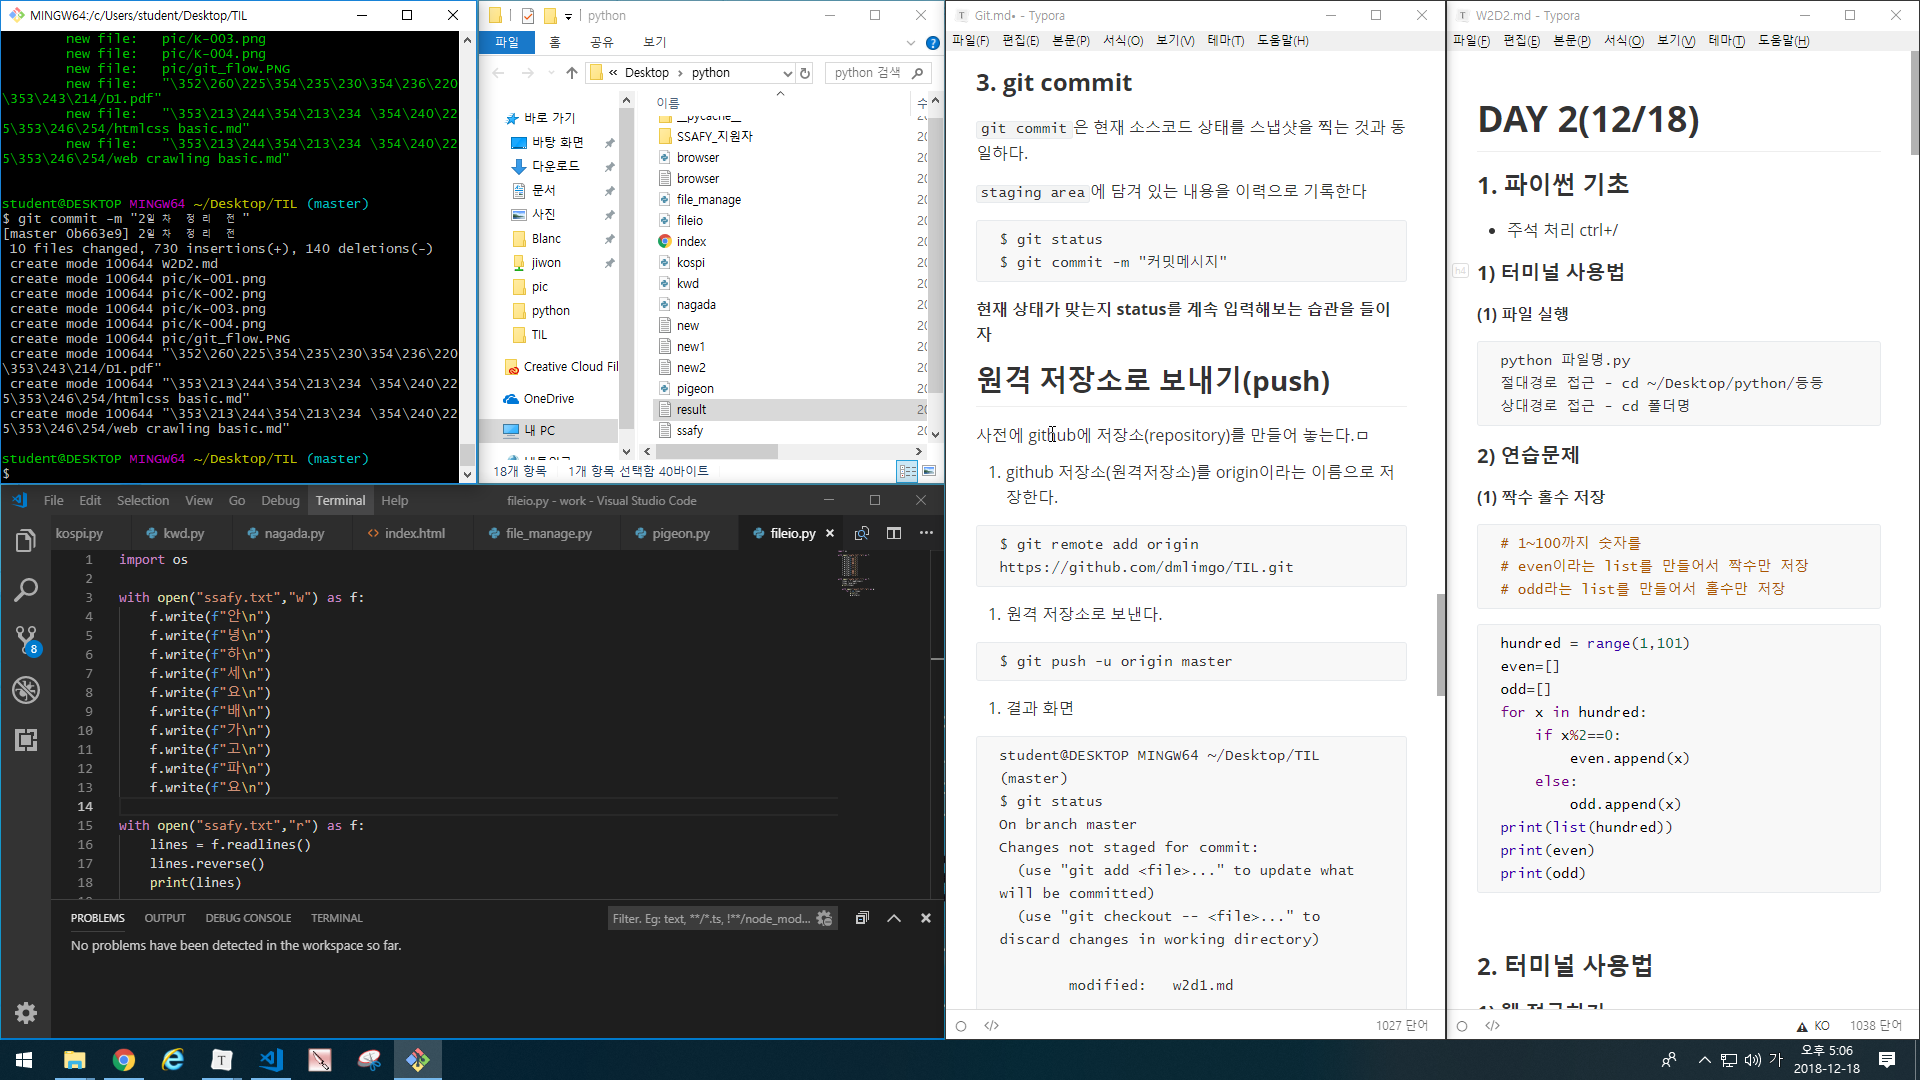 MINGW64:/c/Users/student/Desktop/TIL
new file:   pic/K-003.png
new file:   pic/K-004.png
new file:   pic/git_flow.PNG
new file:   "\352\260\225\354\235\230\354\236\220
\353\243\214/D1.pdf"
new file:   "\353\213\244\354\213\234 \354\240\22
5\353\246\254/htmlcss basic.md"
new file:   "\353\213\244\354\213\234 \354\240\22
5\353\246\254/web crawling basic.md"
student@DESKTOP MINGW64 ~/Desktop/TIL (master)
$ git commit -m "2일 차 정 리 전 "
[master 0b663e9] 2일 차 정 리 전
10 files changed, 730 insertions(+), 140 deletions(-)
create mode 100644 W2D2.md
create mode 100644 pic/K-001.png
create mode 100644 pic/K-002.png
create mode 100644 pic/K-003.png
create mode 100644 pic/K-004.png
create mode 100644 pic/git_flow.PNG
create mode 100644 "\352\260\225\354\235\230\354\236\220
\353\243\214/D1.pdf"
create mode 100644 "\353\213\244\354\213\234 \354\240\22
5\353\246\254/htmlcss basic.md"
create mode 100644 "\353\213\244\354\213\234 \354\240\22
5\353\246\254/web crawling basic.md"
student@DESKTOP MINGW64 ~/Desktop/TIL (master)
$
python
파일 홈 공유 보기
« Desktop › python
python 검색
바로 가기
바탕 화면
다운로드
문서
사진
Blanc
jiwon
pic
python
TIL
Creative Cloud Fil
OneDrive
내 PC
이름 수
__pycache__
SSAFY_지원자
browser
browser
file_manage
fileio
index
kospi
kwd
nagada
new
new1
new2
pigeon
result
ssafy
18개 항목 1개 항목 선택함 40바이트
File Edit Selection View Go Debug Terminal Help
fileio.py - work - Visual Studio Code
kospi.py kwd.py nagada.py index.html file_manage.py pigeon.py fileio.py
8
1 import os
2
3 with open("ssafy.txt","w") as f:
4 f.write(f"안\n")
5 f.write(f"녕\n")
6 f.write(f"하\n")
7 f.write(f"세\n")
8 f.write(f"요\n")
9 f.write(f"배\n")
10 f.write(f"가\n")
11 f.write(f"고\n")
12 f.write(f"파\n")
13 f.write(f"요\n")
14
15 with open("ssafy.txt","r") as f:
16 lines = f.readlines()
17 lines.reverse()
18 print(lines)
PROBLEMS OUTPUT DEBUG CONSOLE TERMINAL
Filter. Eg: text, **/*.ts, !**/node_mod...
No problems have been detected in the workspace so far.
Git.md• - Typora
파일(F) 편집(E) 본문(P) 서식(O) 보기(V) 테마(T) 도움말(H)
3. git commit
git commit은 현재 소스코드 상태를 스냅샷을 찍는 것과 동
일하다.
staging area에 담겨 있는 내용을 이력으로 기록한다
$ git status
$ git commit -m "커밋메시지"
현재 상태가 맞는지 status를 계속 입력해보는 습관을 들이
자
원격 저장소로 보내기(push)
사전에 github에 저장소(repository)를 만들어 놓는다.ㅁ
1. github 저장소(원격저장소)를 origin이라는 이름으로 저
장한다.
$ git remote add origin
https://github.com/dmlimgo/TIL.git
1. 원격 저장소로 보낸다.
$ git push -u origin master
1. 결과 화면
student@DESKTOP MINGW64 ~/Desktop/TIL
(master)
$ git status
On branch master
Changes not staged for commit:
(use "git add <file>..." to update what
will be committed)
(use "git checkout -- <file>..." to
discard changes in working directory)
modified:   w2d1.md
1027 단어
W2D2.md - Typora
파일(F) 편집(E) 본문(P) 서식(O) 보기(V) 테마(T) 도움말(H)
DAY 2(12/18)
1. 파이썬 기초
• 주석 처리 ctrl+/
h4
1) 터미널 사용법
(1) 파일 실행
python 파일명.py
절대경로 접근 - cd ~/Desktop/python/등등
상대경로 접근 - cd 폴더명
2) 연습문제
(1) 짝수 홀수 저장
# 1~100까지 숫자를
# even이라는 list를 만들어서 짝수만 저장
# odd라는 list를 만들어서 홀수만 저장
hundred = range(1,101)
even=[]
odd=[]
for x in hundred:
if x%2==0:
even.append(x)
else:
odd.append(x)
print(list(hundred))
print(even)
print(odd)
2. 터미널 사용법
KO 1038 단어
가
오후 5:06
2018-12-18